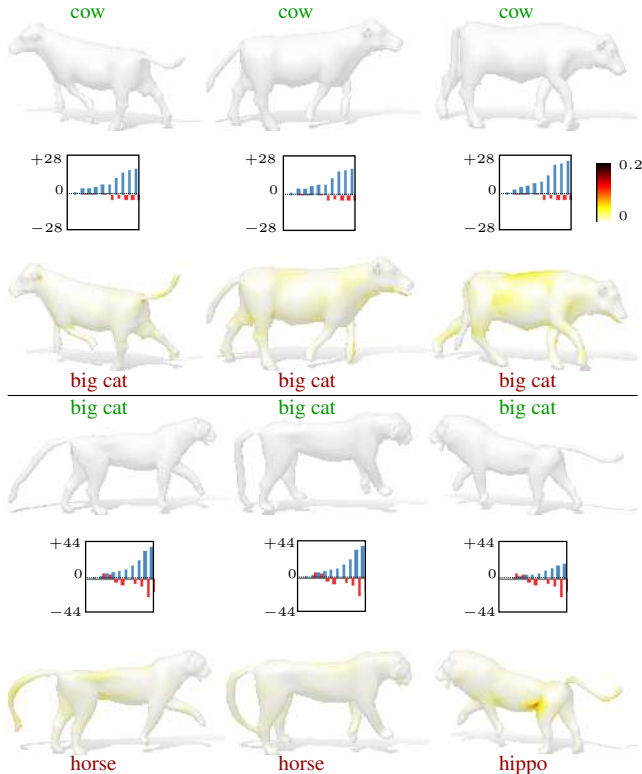 cow cow cow
+28 +28 +28
0.2
0 0 0
0
−28 −28 −28
big cat big cat big cat
big cat big cat big cat
+44 +44 +44
0 0 0
−44 −44 −44
horse horse hippo